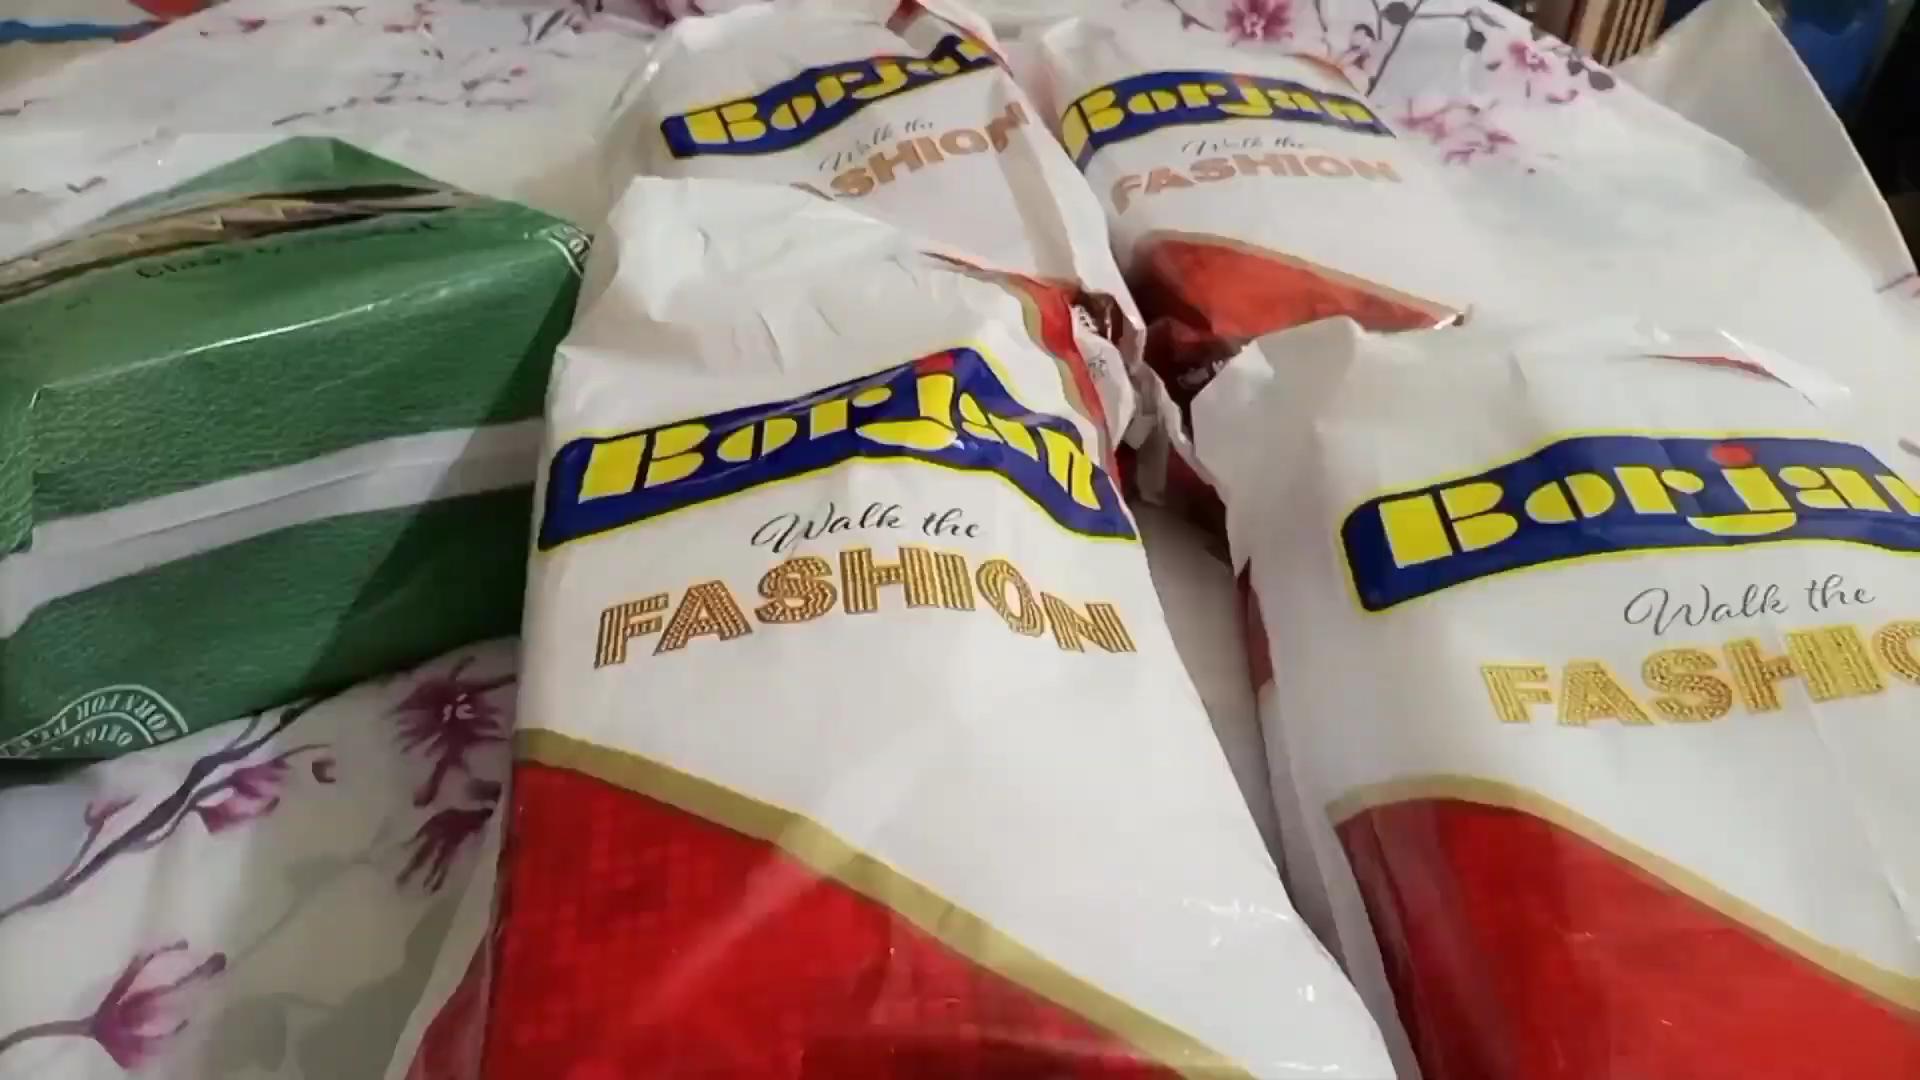 Borjan
Walk the
FASHION
Borjan
Walk the
FASHION
Borjan
Walk the
FASHION
Borjan
Walk the
FASHIO